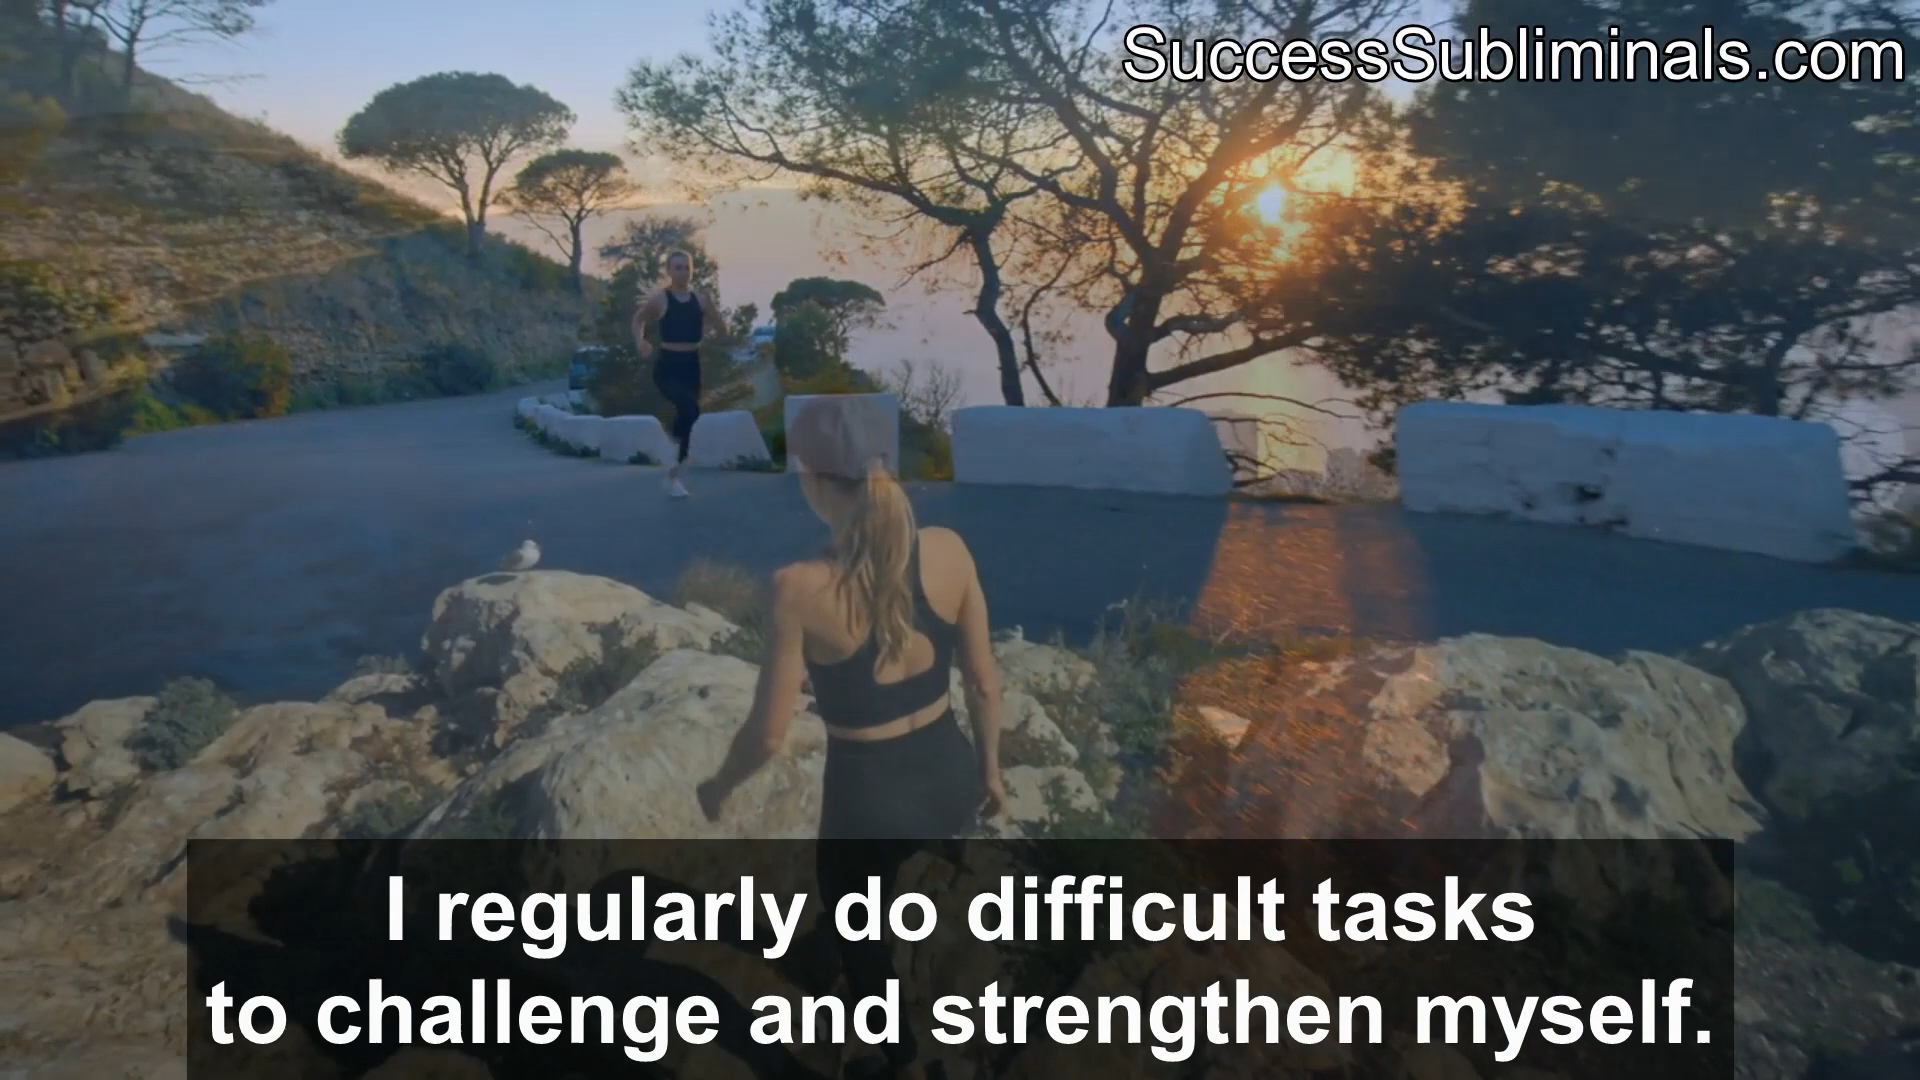 SuccessSubliminals.com
I regularly do difficult tasks
to challenge and strengthen myself.